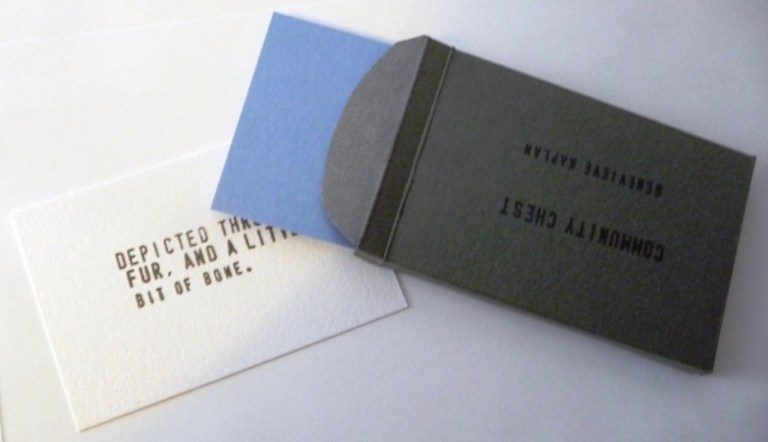 DEPICTED
FUR, AND A
BIT OF BONE.
COMMUNITY CHEST
GENEVIEVE KAPLAN